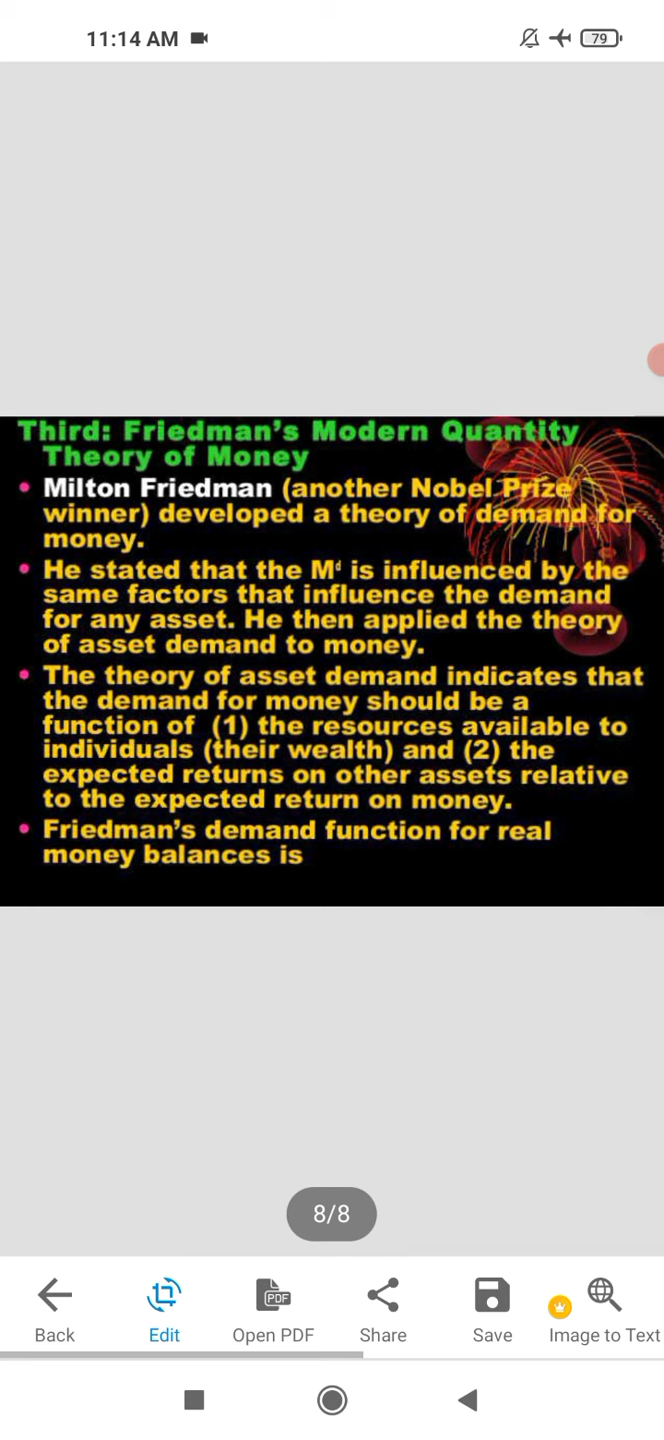 11:14 AM
79
Third: Friedman's Modern Quantity
Theory of Money
• Milton Friedman (another Nobel Prize
winner) developed a theory of demand for
money.
• He stated that the Mᵈ is influenced by the
same factors that influence the demand
for any asset. He then applied the theory
of asset demand to money.
• The theory of asset demand indicates that
the demand for money should be a
function of (1) the resources available to
individuals (their wealth) and (2) the
expected returns on other assets relative
to the expected return on money.
• Friedman's demand function for real
money balances is
8/8
PDF
Back Edit Open PDF Share Save Image to Text